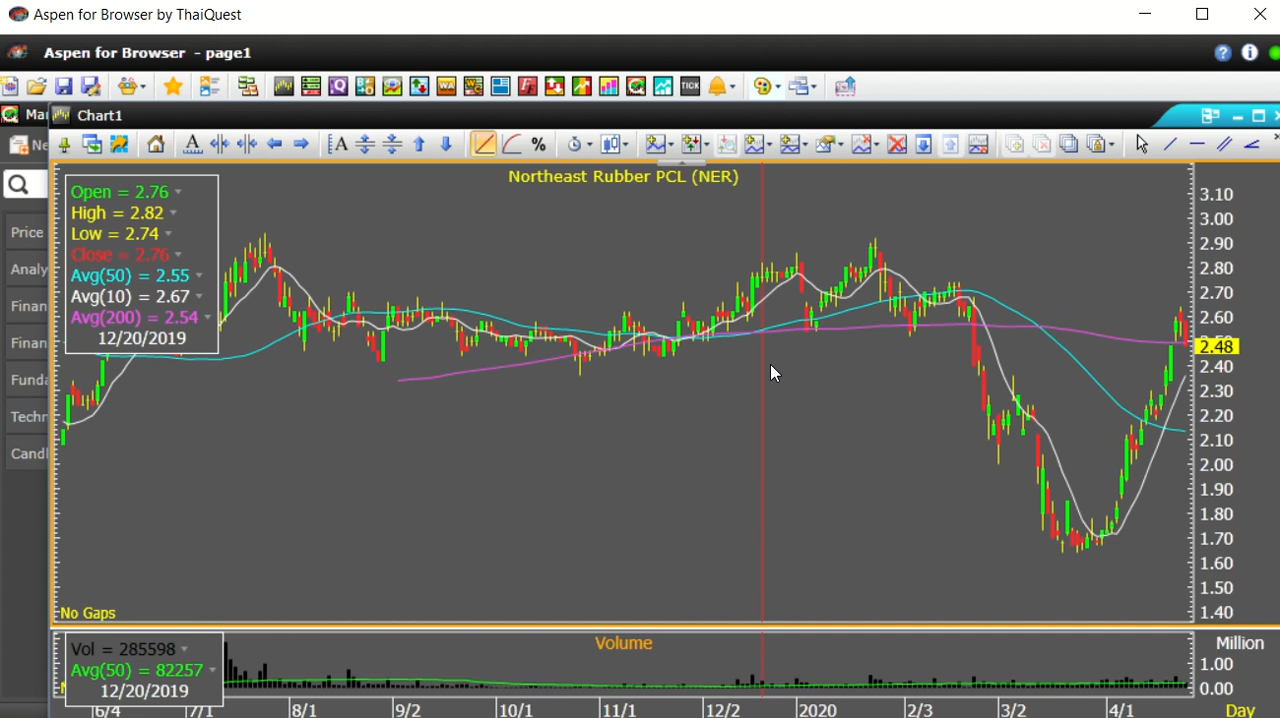 Aspen for Browser by ThaiQuest
Aspen for Browser - page1
Mar
Chart1
Ne
Northeast Rubber PCL (NER)
Open = 2.76
High = 2.82
Low = 2.74
Close = 2.76
Avg(50) = 2.55
Avg(10) = 2.67
Avg(200) = 2.54
12/20/2019
Price
Analy
Finan
Finan
Funda
Techn
Candl
3.10
3.00
2.90
2.80
2.70
2.60
2.48
2.40
2.30
2.20
2.10
2.00
1.90
1.80
1.70
1.60
1.50
1.40
No Gaps
Volume
Million
Vol = 285598
Avg(50) = 82257
12/20/2019
1.00
0.00
6/4 7/1 8/1 9/2 10/1 11/1 12/2 2020 2/3 3/2 4/1 Day